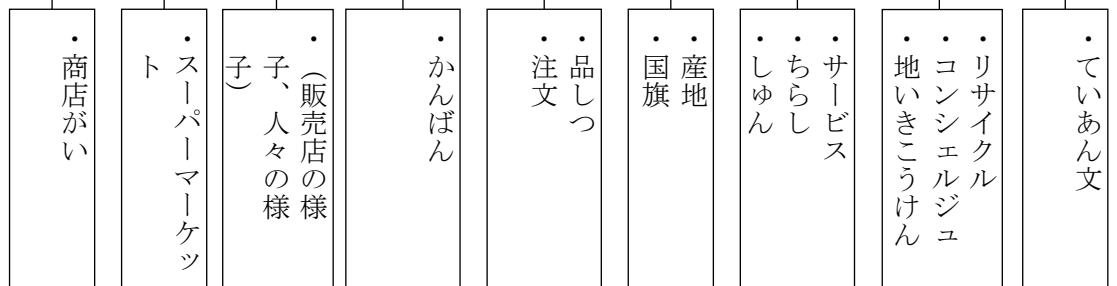 ・ていあん文
・リサイクル
・コンシェルジュ
・地いきこうけん
・サービス
・ちらし
・しゅん
・産地
・国旗
・品しつ
・注文
・かんばん
・（販売店の様
子、人々の様
子）
・スーパーマーケッ
ト
・商店がい